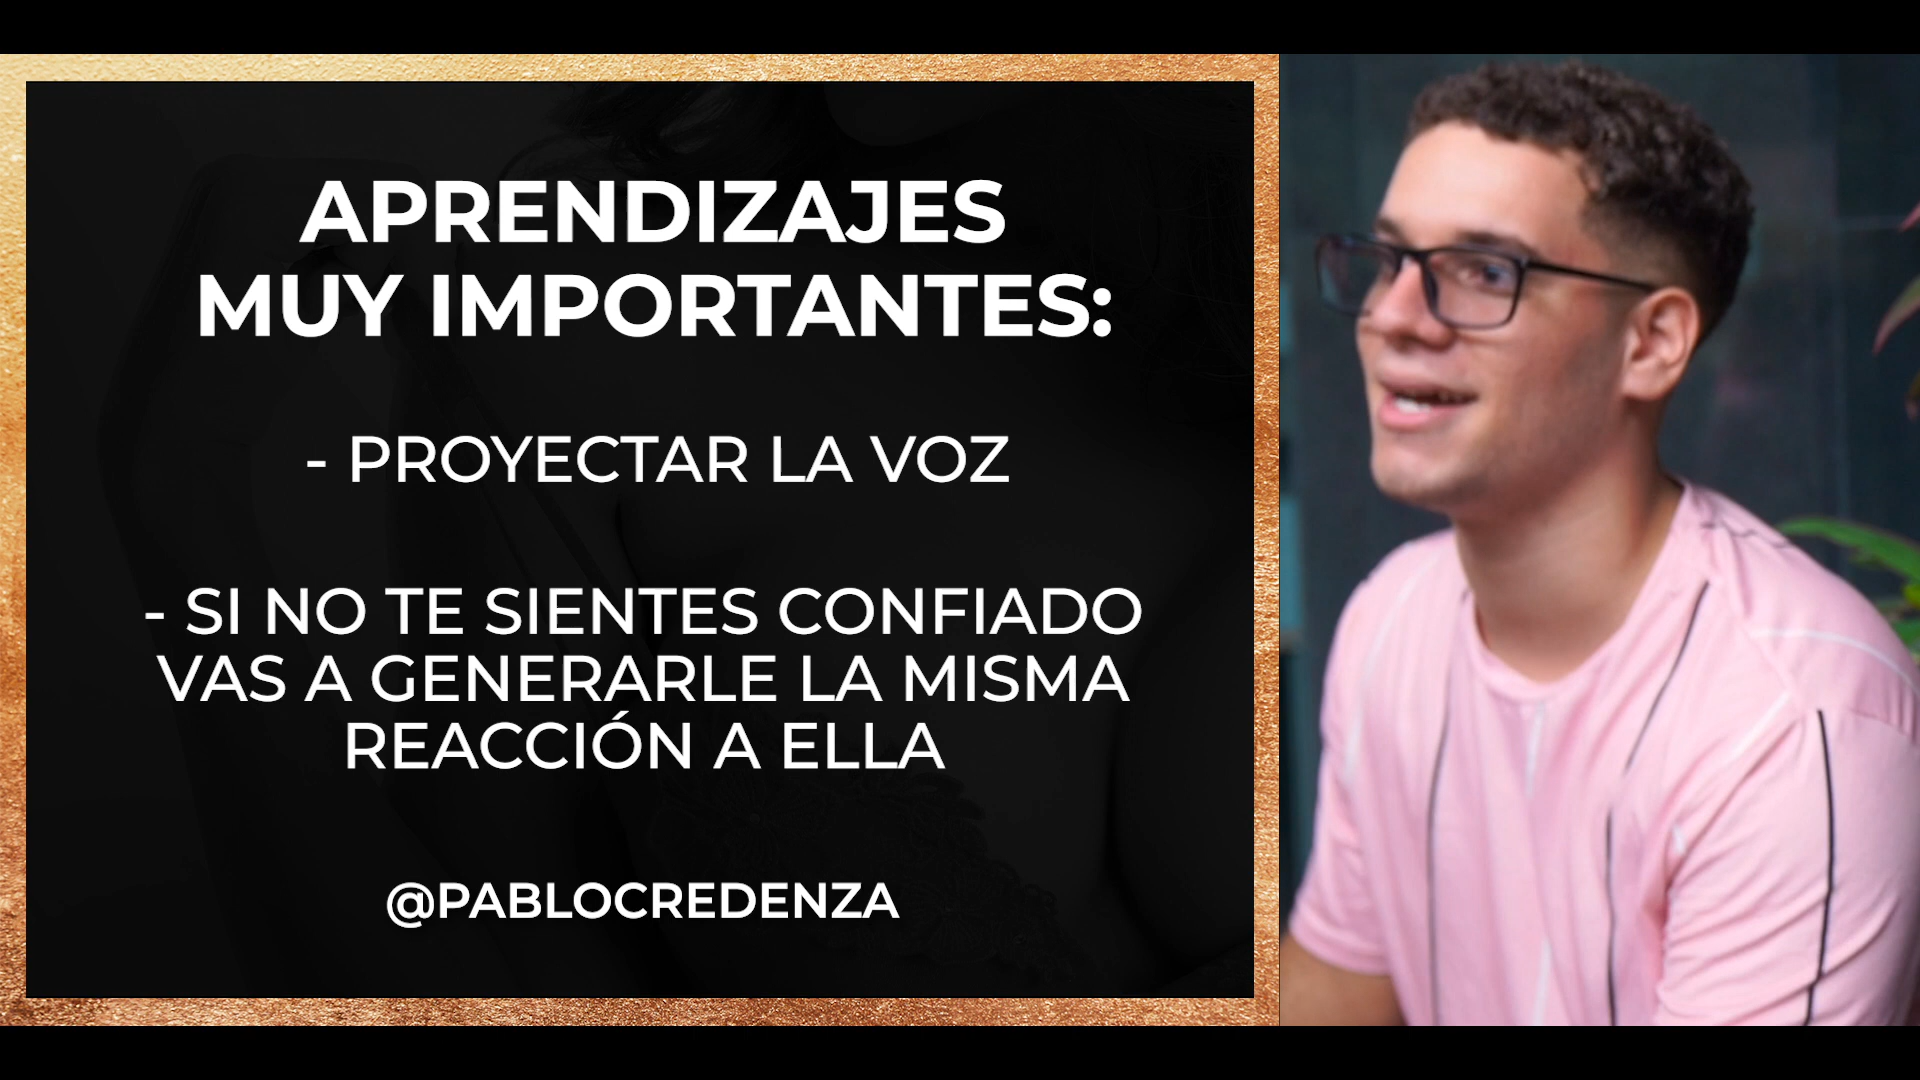 APRENDIZAJES
MUY IMPORTANTES:
- PROYECTAR LA VOZ
- SI NO TE SIENTES CONFIADO
VAS A GENERARLE LA MISMA
REACCIÓN A ELLA
@PABLOCREDENZA